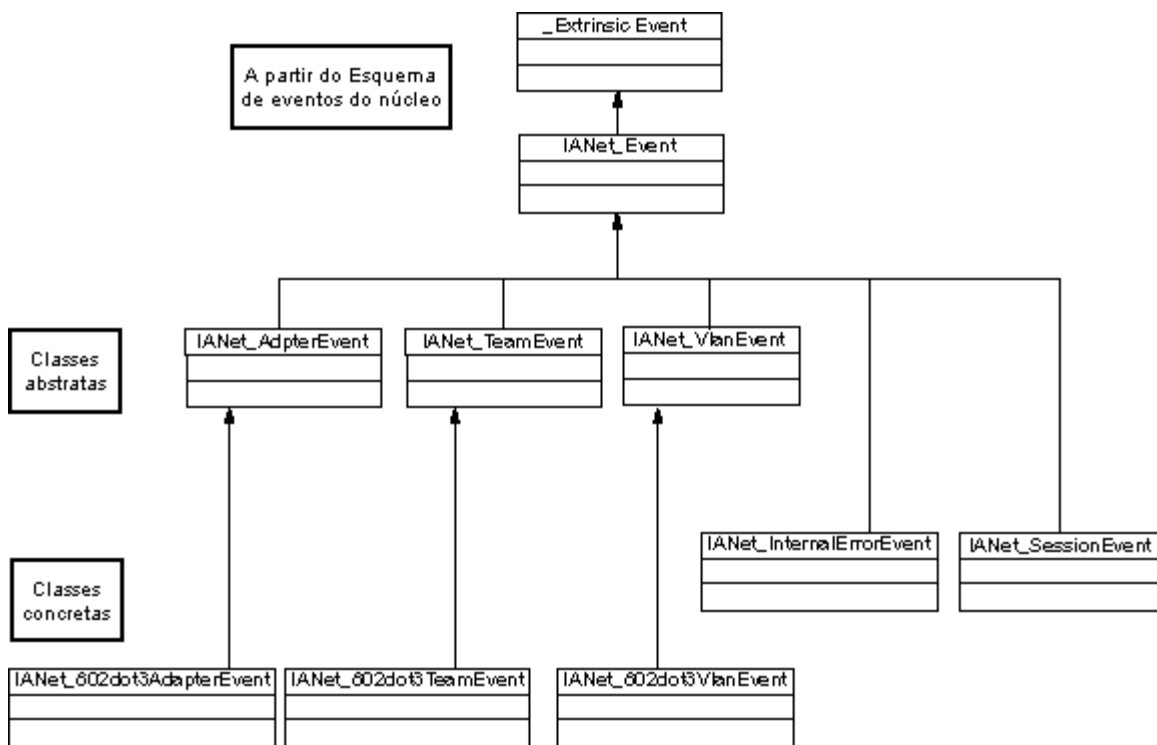 _Extrinsic Event
A partir do Esquema
de eventos do núcleo
IANet_Event
IANet_AdpterEvent
IANet_TeamEvent
IANet_VlanEvent
Classes
abstratas
IANet_InternalErrorEvent
IANet_SessionEvent
Classes
concretas
IANet_802dot3AdapterEvent
IANet_802dot3TeamEvent
IANet_802dot3VlanEvent